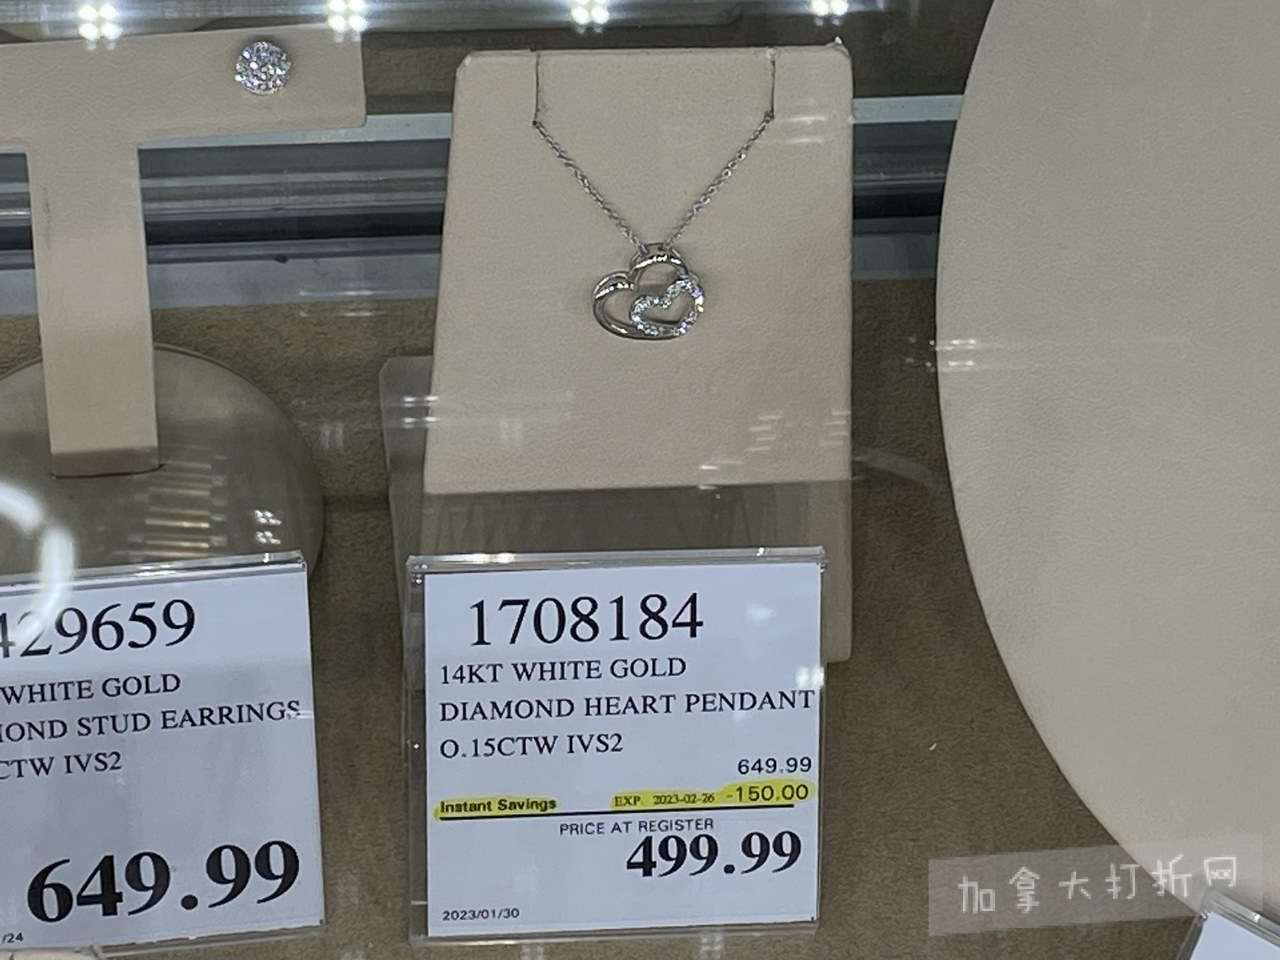 429659
WHITE GOLD
STUD EARRINGS
CTW IVS2
649.99
/24
1708184
14KT WHITE GOLD
DIAMOND HEART PENDANT
O.15CTW IVS2
649.99
Instant Savings EXP. 2023-02-26 -150.00
PRICE AT REGISTER
499.99
2023/01/30
加拿大打折网